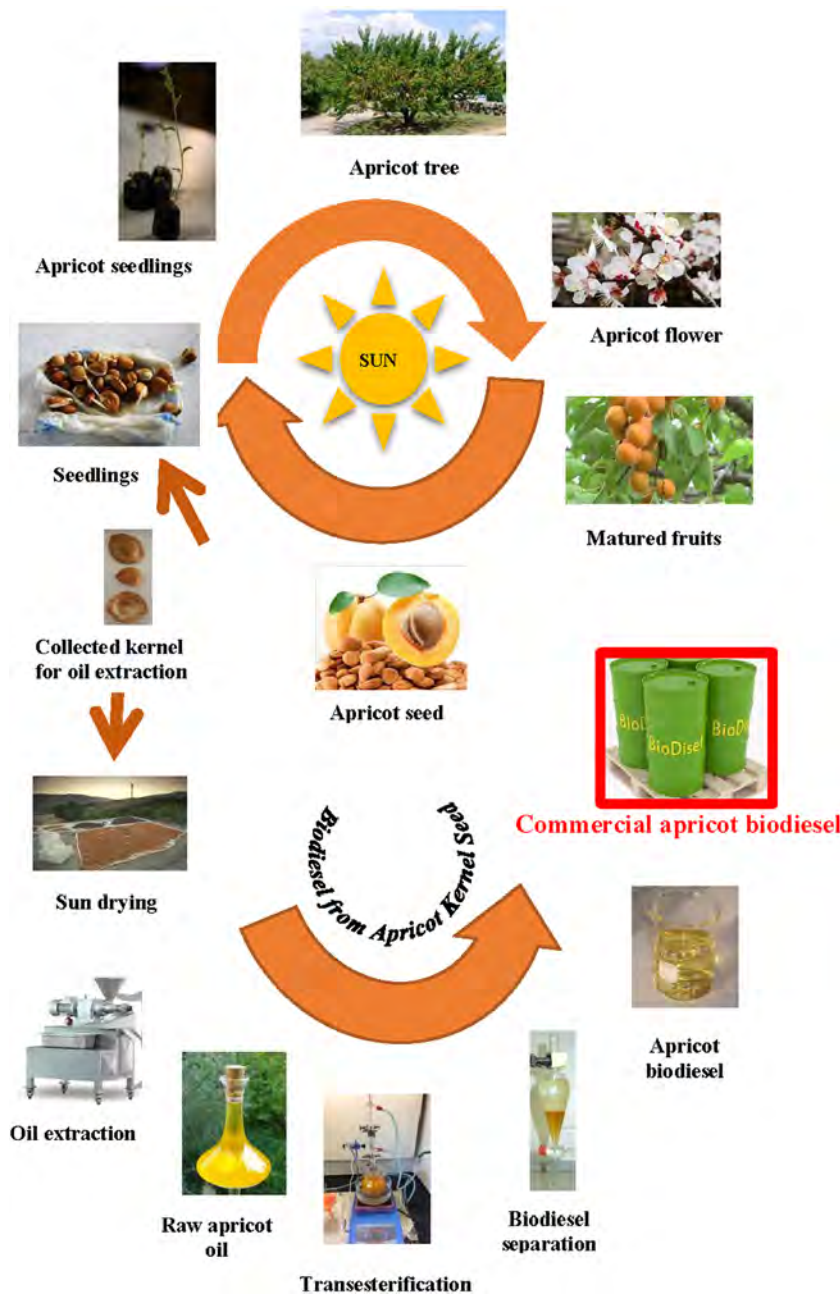 Apricot tree
Apricot seedlings
Apricot flower
SUN
Seedlings
Matured fruits
Collected kernel
for oil extraction
Apricot seed
BioDisel
BioDi
Commercial apricot biodiesel
Biodiesel from Apricot Kernel Seed
Sun drying
Apricot
biodiesel
Oil extraction
Raw apricot
oil
Biodiesel
separation
Transesterification